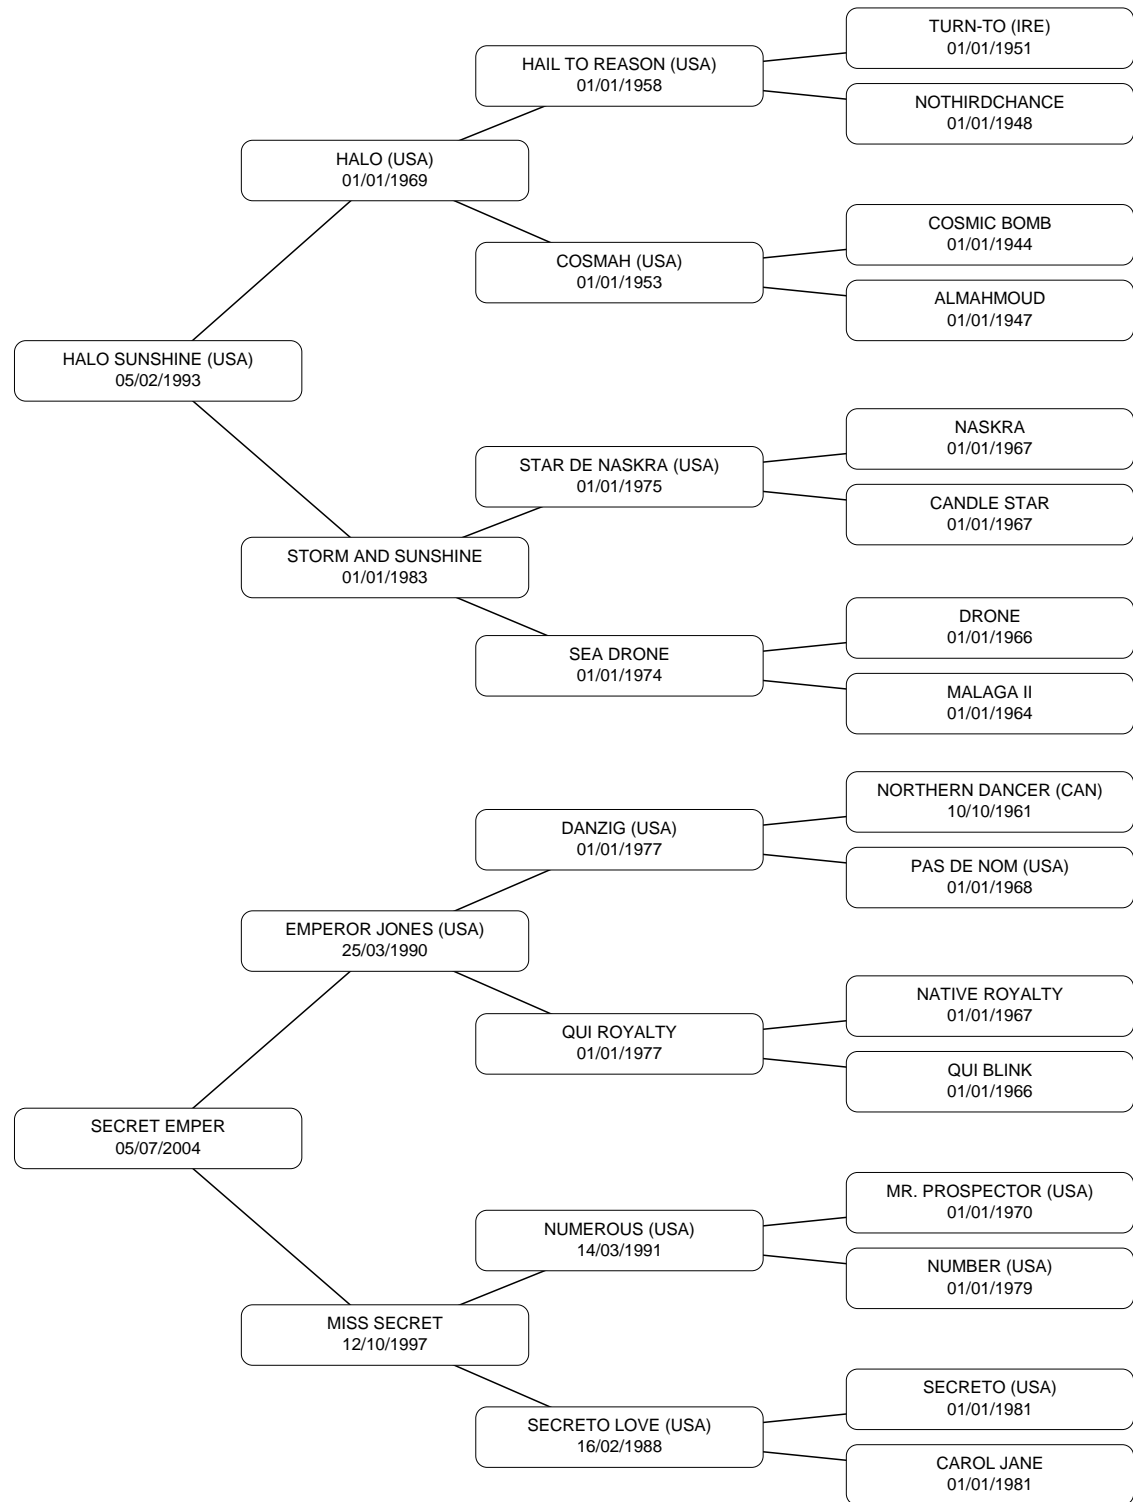 TURN-TO (IRE)
01/01/1951
HAIL TO REASON (USA)
01/01/1958
NOTHIRDCHANCE
01/01/1948
HALO (USA)
01/01/1969
COSMIC BOMB
01/01/1944
COSMAH (USA)
01/01/1953
ALMAHMOUD
01/01/1947
HALO SUNSHINE (USA)
05/02/1993
NASKRA
01/01/1967
STAR DE NASKRA (USA)
01/01/1975
CANDLE STAR
01/01/1967
STORM AND SUNSHINE
01/01/1983
DRONE
01/01/1966
SEA DRONE
01/01/1974
MALAGA II
01/01/1964
NORTHERN DANCER (CAN)
10/10/1961
DANZIG (USA)
01/01/1977
PAS DE NOM (USA)
01/01/1968
EMPEROR JONES (USA)
25/03/1990
NATIVE ROYALTY
01/01/1967
QUI ROYALTY
01/01/1977
QUI BLINK
01/01/1966
SECRET EMPER
05/07/2004
MR. PROSPECTOR (USA)
01/01/1970
NUMEROUS (USA)
14/03/1991
NUMBER (USA)
01/01/1979
MISS SECRET
12/10/1997
SECRETO (USA)
01/01/1981
SECRETO LOVE (USA)
16/02/1988
CAROL JANE
01/01/1981